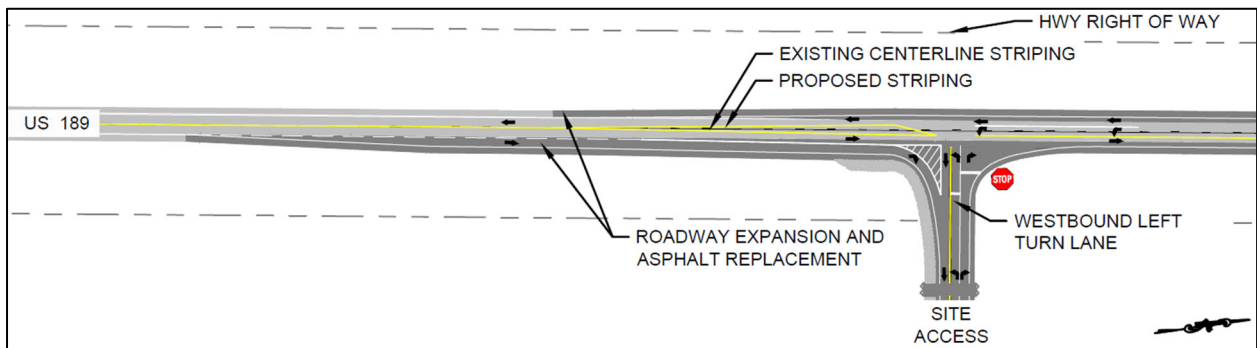 HWY RIGHT OF WAY
EXISTING CENTERLINE STRIPING
PROPOSED STRIPING
US 189
STOP
ROADWAY EXPANSION AND
ASPHALT REPLACEMENT
WESTBOUND LEFT
TURN LANE
SITE
ACCESS